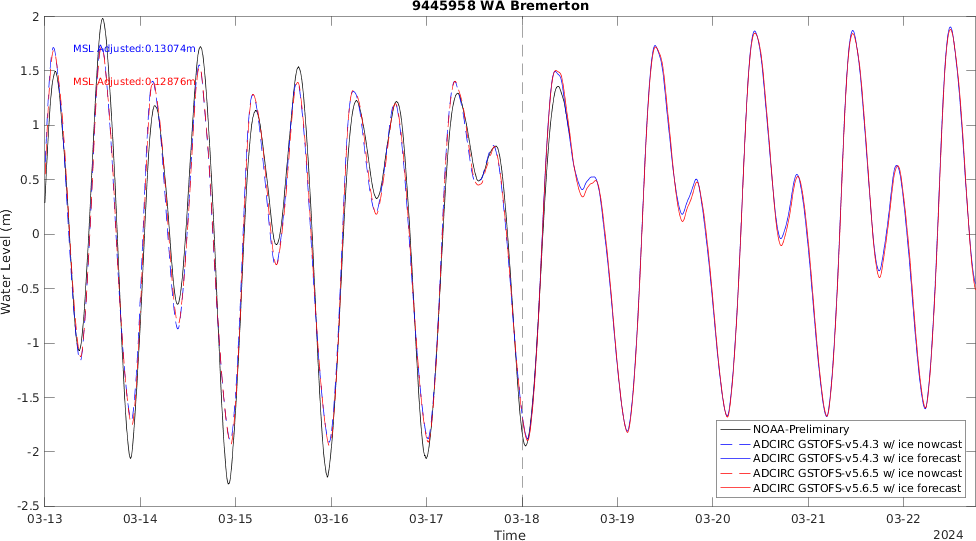 9445958 WA Bremerton
MSL Adjusted:0.13074m
MSL Adjusted:0.12876m
Water Level (m)
2
1.5
1
0.5
0
-0.5
-1
-1.5
-2
-2.5
NOAA-Preliminary
ADCIRC GSTOFS-v5.4.3 w/ ice nowcast
ADCIRC GSTOFS-v5.4.3 w/ ice forecast
ADCIRC GSTOFS-v5.6.5 w/ ice nowcast
ADCIRC GSTOFS-v5.6.5 w/ ice forecast
03-13 03-14 03-15 03-16 03-17 03-18 03-19 03-20 03-21 03-22
Time
2024